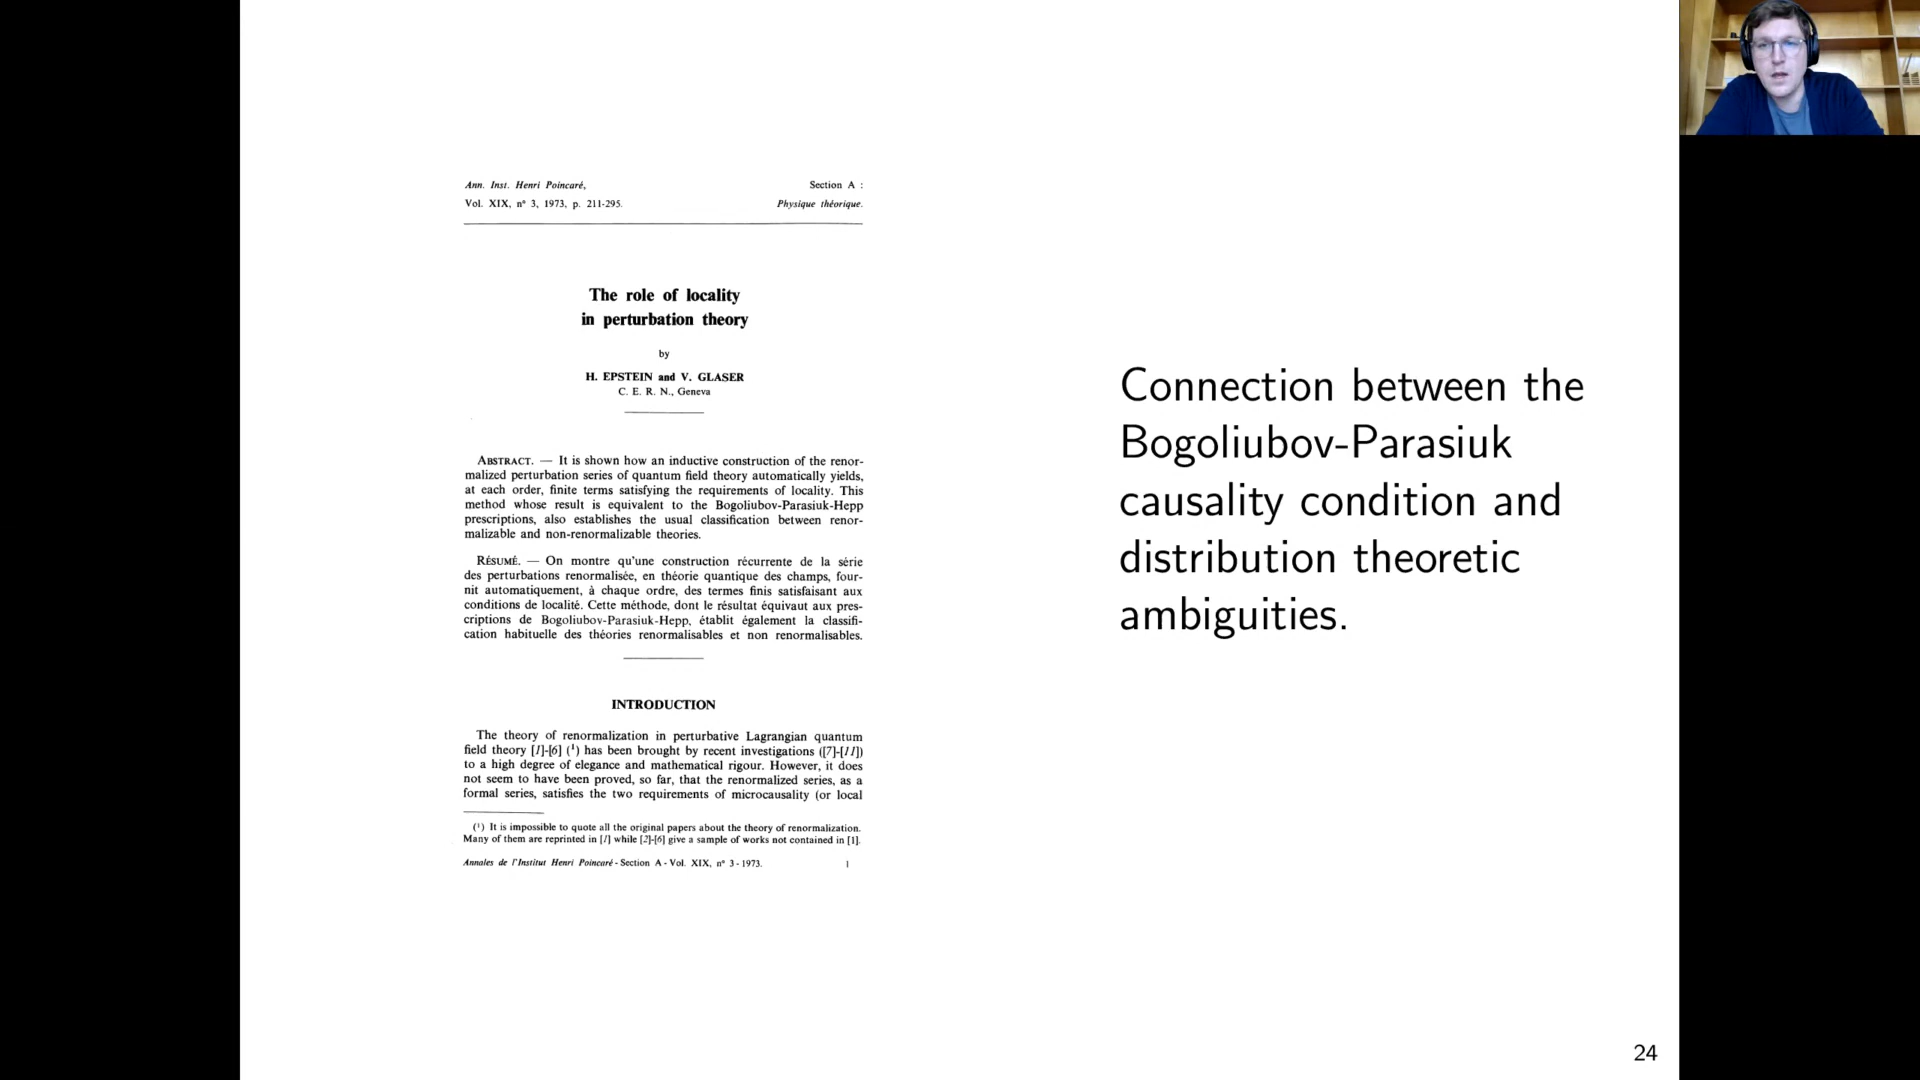 Ann. Inst. Henri Poincaré, Section A :
Vol. XIX, nº 3, 1973, p. 211-295. Physique théorique.
The role of locality
in perturbation theory
by
H. EPSTEIN and V. GLASER
C. E. R. N., Geneva
ABSTRACT. — It is shown how an inductive construction of the renor-
malized perturbation series of quantum field theory automatically yields,
at each order, finite terms satisfying the requirements of locality. This
method whose result is equivalent to the Bogoliubov-Parasiuk-Hepp
prescriptions, also establishes the usual classification between renor-
malizable and non-renormalizable theories.
RÉSUMÉ. — On montre qu'une construction récurrente de la série
des perturbations renormalisée, en théorie quantique des champs, four-
nit automatiquement, à chaque ordre, des termes finis satisfaisant aux
conditions de localité. Cette méthode, dont le résultat équivaut aux pres-
criptions de Bogoliubov-Parasiuk-Hepp, établit également la classifi-
cation habituelle des théories renormalisables et non renormalisables.
INTRODUCTION
The theory of renormalization in perturbative Lagrangian quantum
field theory [1]-[6] (¹) has been brought by recent investigations ([7]-[11])
to a high degree of elegance and mathematical rigour. However, it does
not seem to have been proved, so far, that the renormalized series, as a
formal series, satisfies the two requirements of microcausality (or local
(¹) It is impossible to quote all the original papers about the theory of renormalization.
Many of them are reprinted in [1] while [2]-[6] give a sample of works not contained in [1].
Annales de l'Institut Henri Poincaré - Section A - Vol. XIX, nº 3 - 1973. 1
Connection between the
Bogoliubov-Parasiuk
causality condition and
distribution theoretic
ambiguities.
24